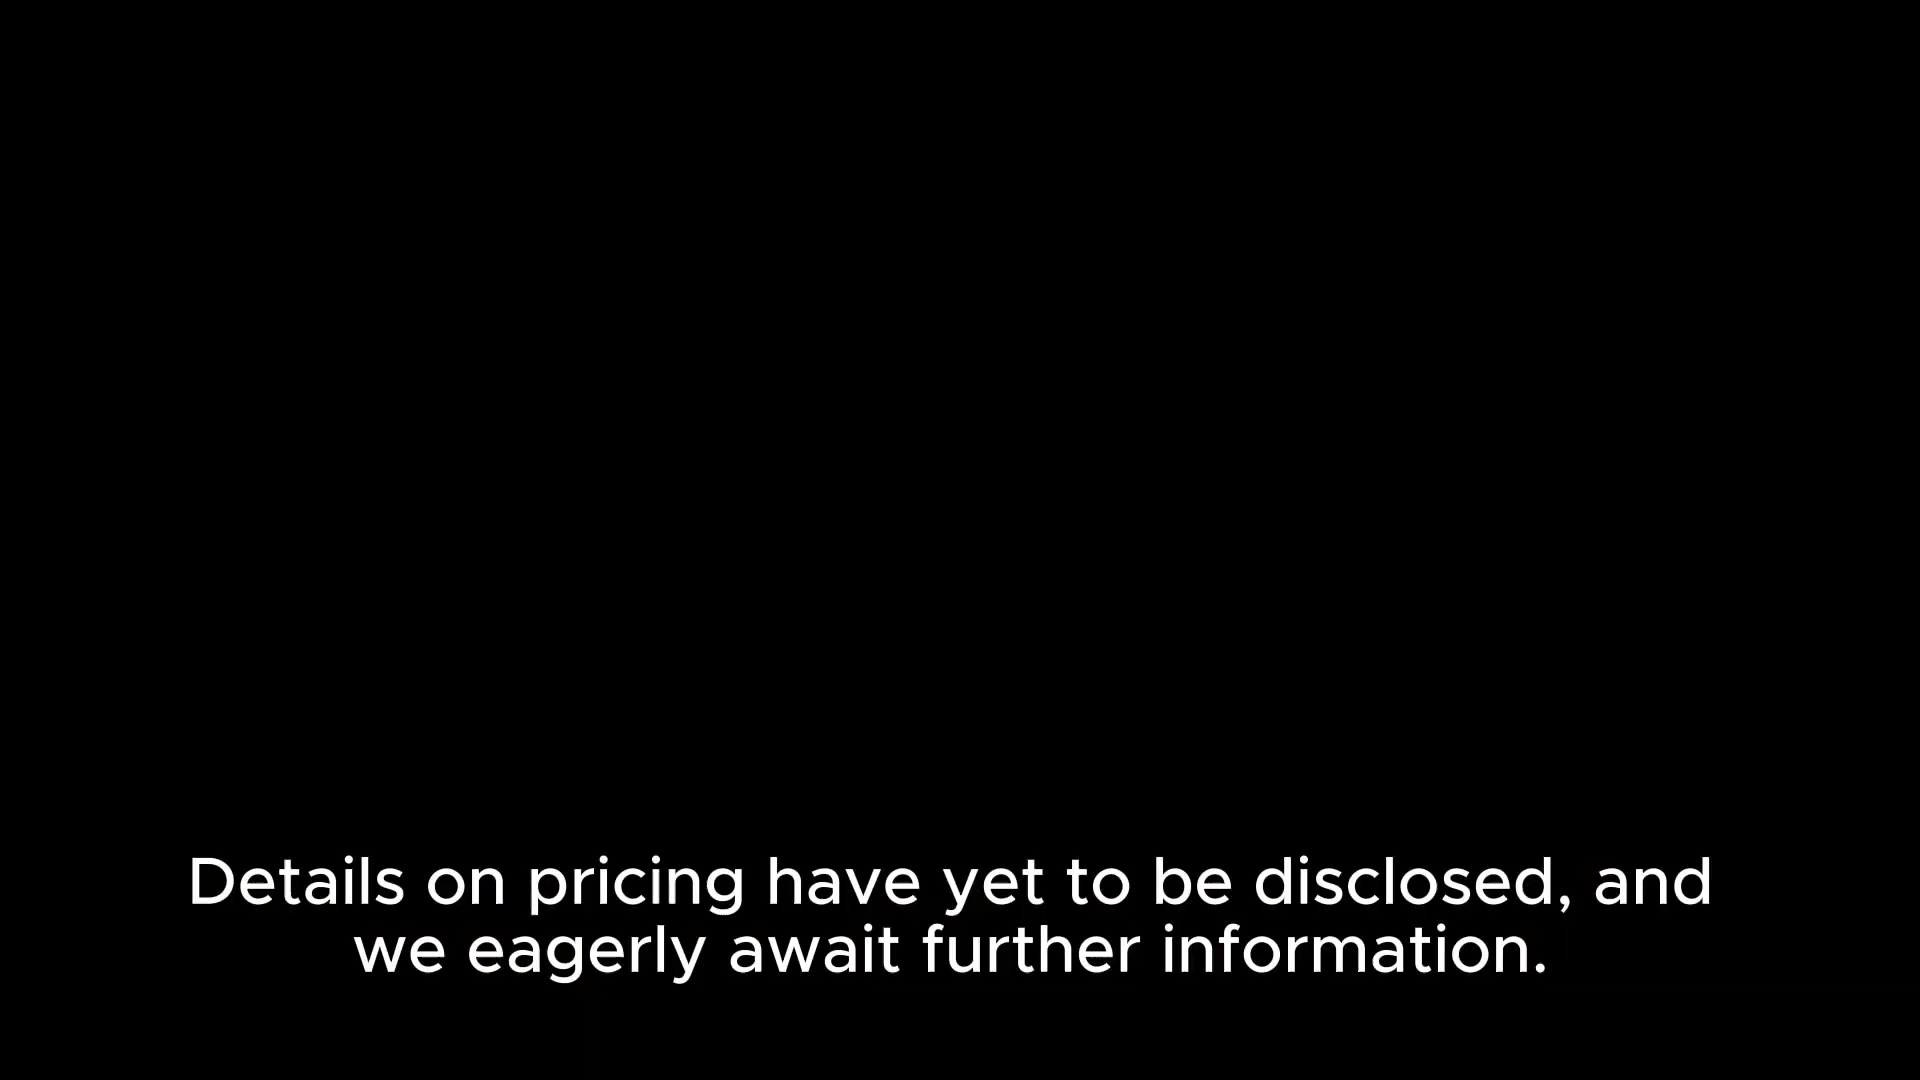 Details on pricing have yet to be disclosed, and
we eagerly await further information.